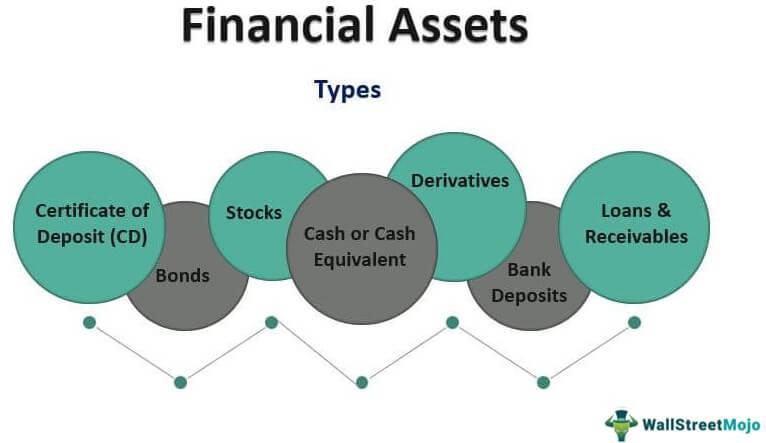 Financial Assets
Types
Certificate of
Deposit (CD)
Bonds
Stocks
Cash or Cash
Equivalent
Derivatives
Bank
Deposits
Loans &
Receivables
WallStreetMojo